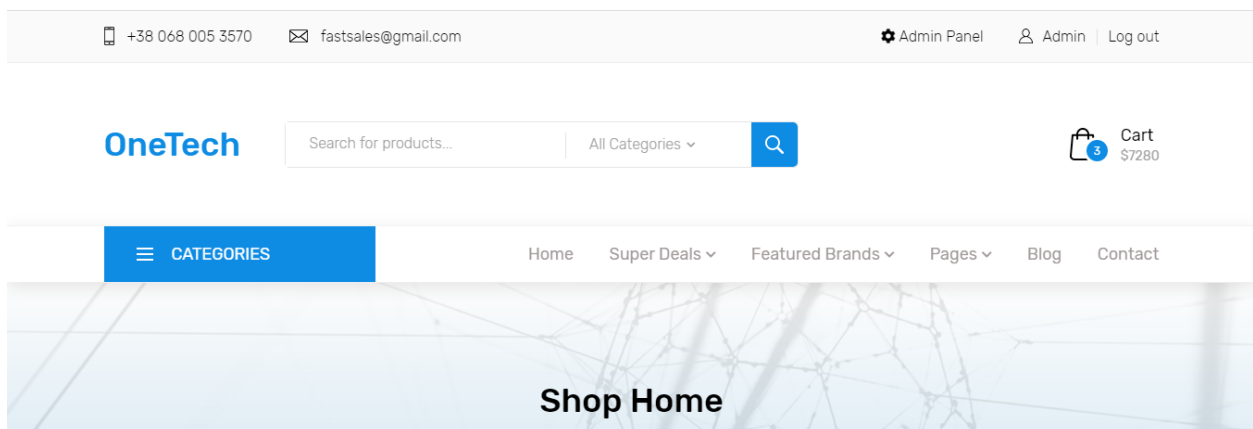 +38 068 005 3570 fastsales@gmail.com Admin Panel Admin Log out
OneTech Search for products... All Categories 3 Cart
$7280
CATEGORIES Home Super Deals Featured Brands Pages Blog Contact
Shop Home